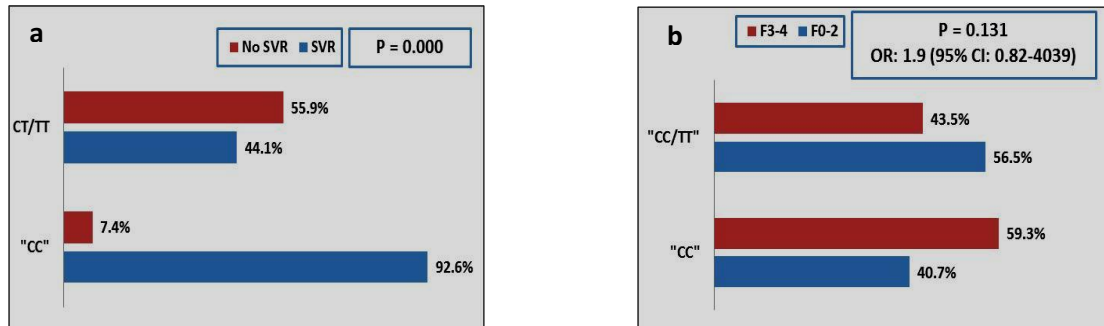 a
No SVR SVR
P = 0.000
CT/TT
55.9%
44.1%
"CC"
7.4%
92.6%
b
F3-4 F0-2
P = 0.131
OR: 1.9 (95% CI: 0.82-4039)
"CC/TT"
43.5%
56.5%
"CC"
59.3%
40.7%